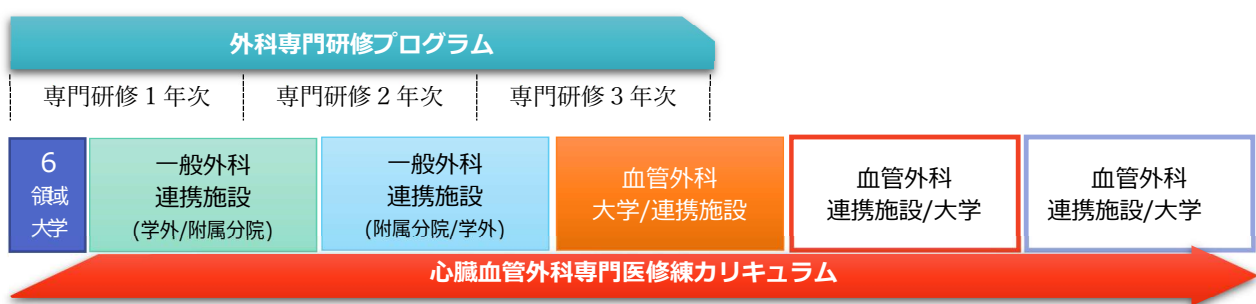 外科専門研修プログラム
専門研修1年次
専門研修2年次
専門研修3年次
6
領域
大学
一般外科
連携施設
(学外/附属分院)
一般外科
連携施設
(附属分院/学外)
血管外科
大学/連携施設
血管外科
連携施設/大学
血管外科
連携施設/大学
心臓血管外科専門医修練カリキュラム